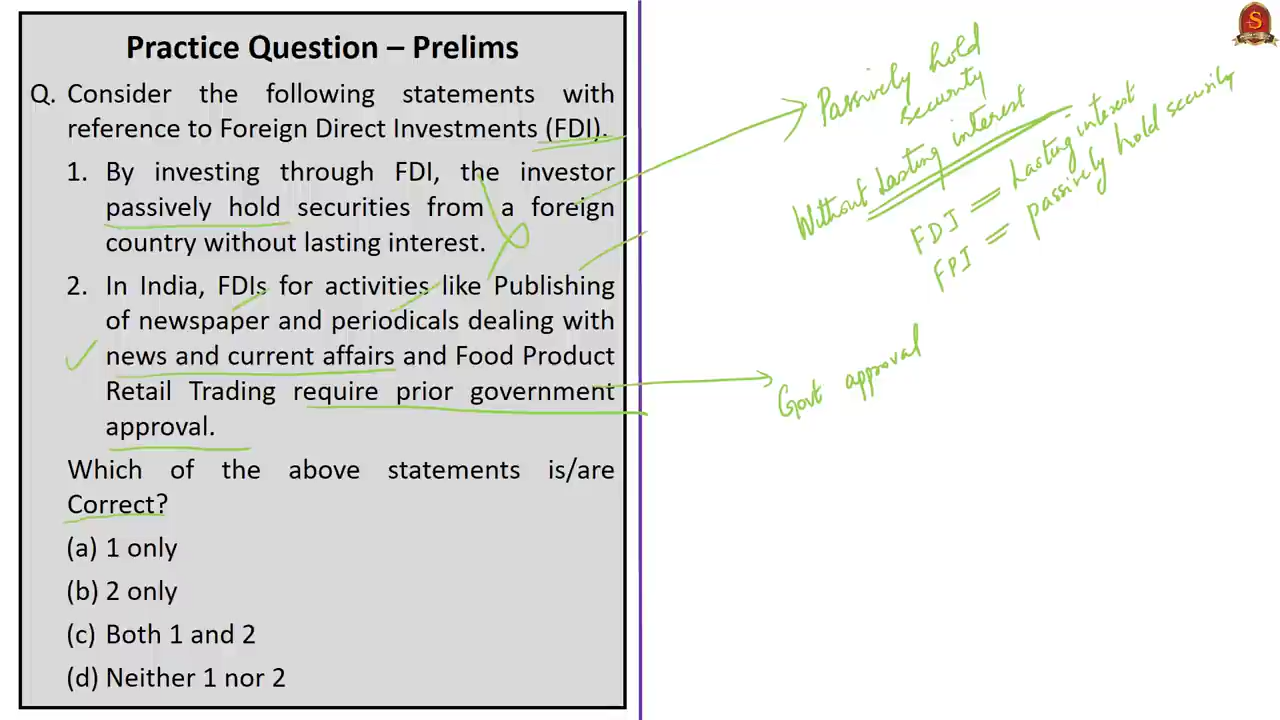 Practice Question – Prelims
Q. Consider the following statements with
reference to Foreign Direct Investments (FDI).
1. By investing through FDI, the investor
passively hold securities from a foreign
country without lasting interest.
2. In India, FDIs for activities like Publishing
of newspaper and periodicals dealing with
news and current affairs and Food Product
Retail Trading require prior government
approval.
Which of the above statements is/are
Correct?
(a) 1 only
(b) 2 only
(c) Both 1 and 2
(d) Neither 1 nor 2
Passively hold
security
Without lasting interest
FDI = Lasting interest
FPI = passively hold security
Govt approval
S